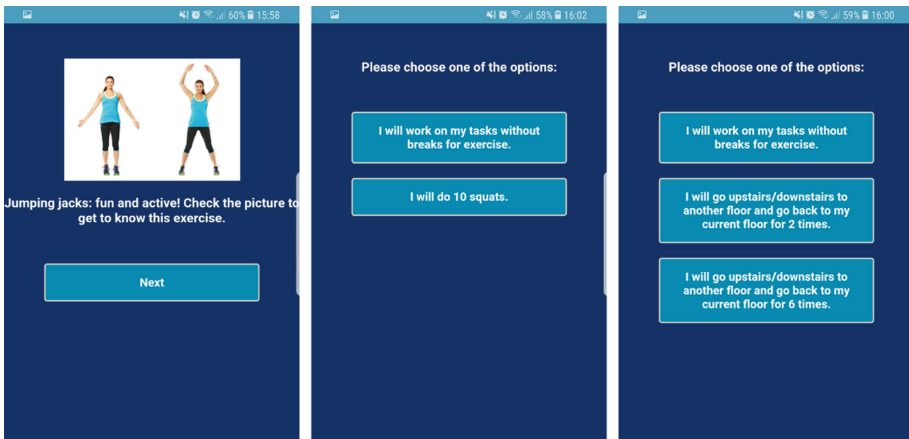 60% 15:58
Jumping jacks: fun and active! Check the picture to
get to know this exercise.
Next
58% 16:02
Please choose one of the options:
I will work on my tasks without
breaks for exercise.
I will do 10 squats.
59% 16:00
Please choose one of the options:
I will work on my tasks without
breaks for exercise.
I will go upstairs/downstairs to
another floor and go back to my
current floor for 2 times.
I will go upstairs/downstairs to
another floor and go back to my
current floor for 6 times.